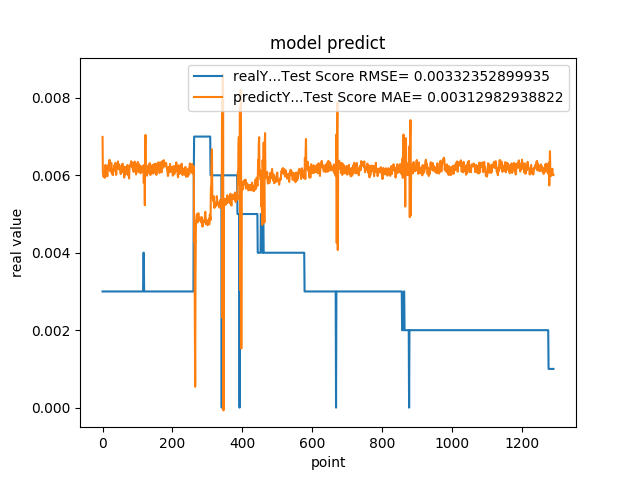 model predict
realY...Test Score RMSE= 0.00332352899935
predictY...Test Score MAE= 0.00312982938822
0.008
0.006
0.004
0.002
0.000
real value
0 200 400 600 800 1000 1200
point